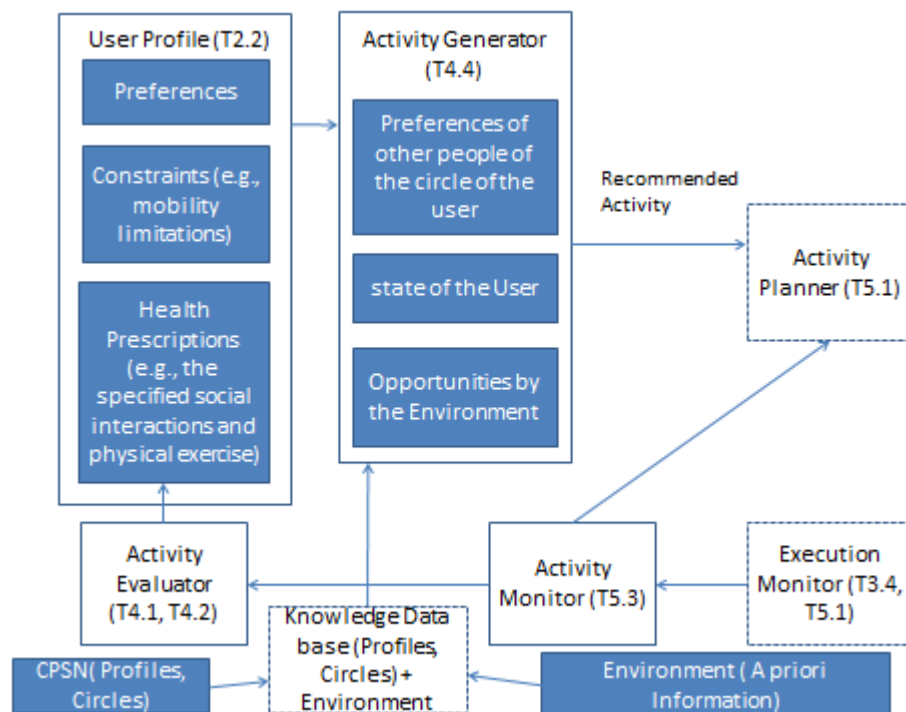 User Profile (T2.2)
Preferences
Constraints (e.g.,
mobility
limitations)
Health
Prescriptions
(e.g., the
specified social
interactions and
physical exercise)
Activity Generator
(T4.4)
Preferences of
other people of
the circle of the
user
state of the User
Opportunities by
the Environment
Recommended
Activity
Activity
Planner (T5.1)
Activity
Evaluator
(T4.1, T4.2)
Activity
Monitor (T5.3)
Execution
Monitor (T3.4,
T5.1)
Knowledge Data
base (Profiles,
Circles) +
Environment
CPSN( Profiles,
Circles)
Environment ( A priori
Information)